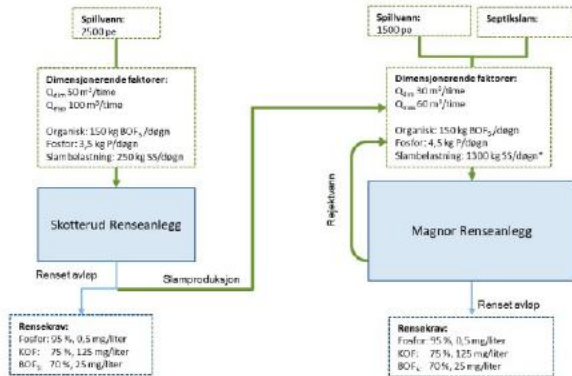 Spillvann:
2500 pe
Dimensjonerende faktorer:
Qdim 50 m³/time
Qmax 100 m³/time
Organisk: 150 kg BOF₅/døgn
Fosfor: 3,5 kg P/døgn
Slambelastning: 250 kg SS/døgn
Skotterud Renseanlegg
Renset avløp
Slamproduksjon
Rensekrav:
Fosfor: 95 %, 0,5 mg/liter
KOF: 75 %, 125 mg/liter
BOF₅: 70 %, 25 mg/liter
Spillvann:
1500 pe
Septikslam:
Dimensjonerende faktorer:
Qdim 30 m³/time
Qmax 60 m³/time
Organisk: 150 kg BOF₅/døgn
Fosfor: 4,5 kg P/døgn
Slambelastning: 1300 kg SS/døgn*
Rejektvann
Magnor Renseanlegg
Renset avløp
Rensekrav:
Fosfor: 95 %, 0,5 mg/liter
KOF: 75 %, 125 mg/liter
BOF₅: 70 %, 25 mg/liter